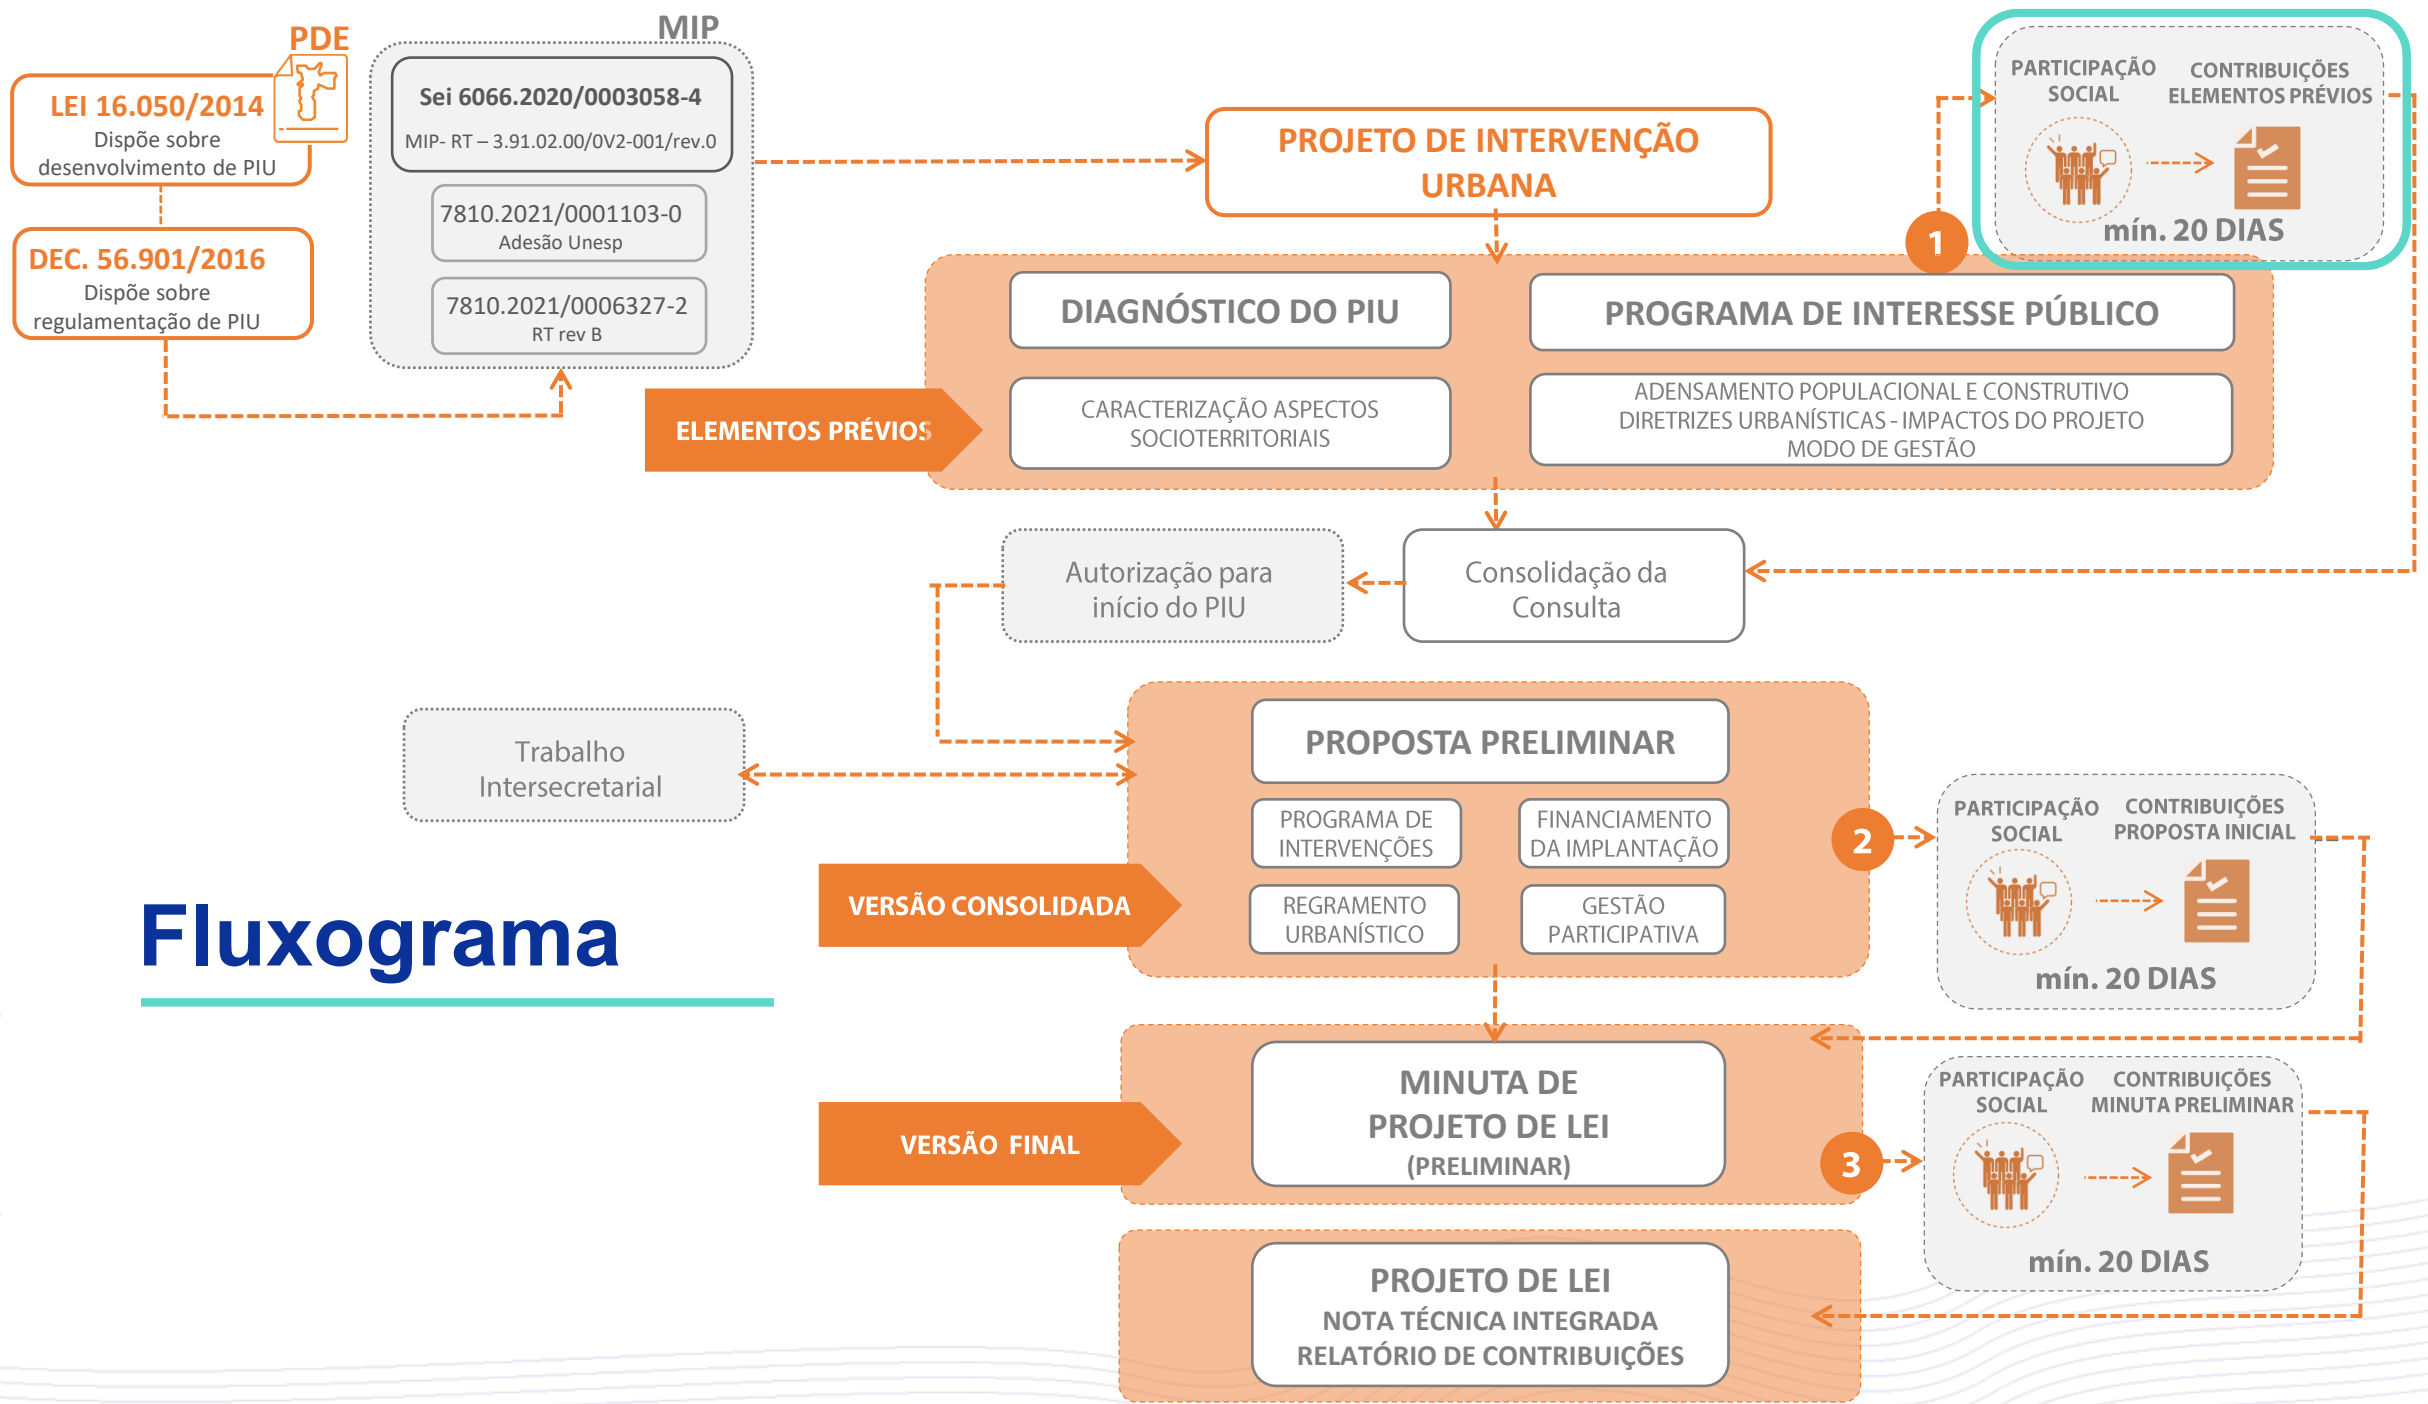 PDE
LEI 16.050/2014
Dispõe sobre
desenvolvimento de PIU
DEC. 56.901/2016
Dispõe sobre
regulamentação de PIU
MIP
Sei 6066.2020/0003058-4
MIP- RT – 3.91.02.00/0V2-001/rev.0
7810.2021/0001103-0
Adesão Unesp
7810.2021/0006327-2
RT rev B
PROJETO DE INTERVENÇÃO
URBANA
1
PARTICIPAÇÃO
SOCIAL
CONTRIBUIÇÕES
ELEMENTOS PRÉVIOS
mín. 20 DIAS
ELEMENTOS PRÉVIOS
DIAGNÓSTICO DO PIU
PROGRAMA DE INTERESSE PÚBLICO
CARACTERIZAÇÃO ASPECTOS
SOCIOTERRITORIAIS
ADENSAMENTO POPULACIONAL E CONSTRUTIVO
DIRETRIZES URBANÍSTICAS - IMPACTOS DO PROJETO
MODO DE GESTÃO
Autorização para
início do PIU
Consolidação da
Consulta
Trabalho
Intersecretarial
PROPOSTA PRELIMINAR
PROGRAMA DE
INTERVENÇÕES
FINANCIAMENTO
DA IMPLANTAÇÃO
REGRAMENTO
URBANÍSTICO
GESTÃO
PARTICIPATIVA
VERSÃO CONSOLIDADA
2
PARTICIPAÇÃO
SOCIAL
CONTRIBUIÇÕES
PROPOSTA INICIAL
mín. 20 DIAS
Fluxograma
VERSÃO FINAL
MINUTA DE
PROJETO DE LEI
(PRELIMINAR)
3
PARTICIPAÇÃO
SOCIAL
CONTRIBUIÇÕES
MINUTA PRELIMINAR
mín. 20 DIAS
PROJETO DE LEI
NOTA TÉCNICA INTEGRADA
RELATÓRIO DE CONTRIBUIÇÕES